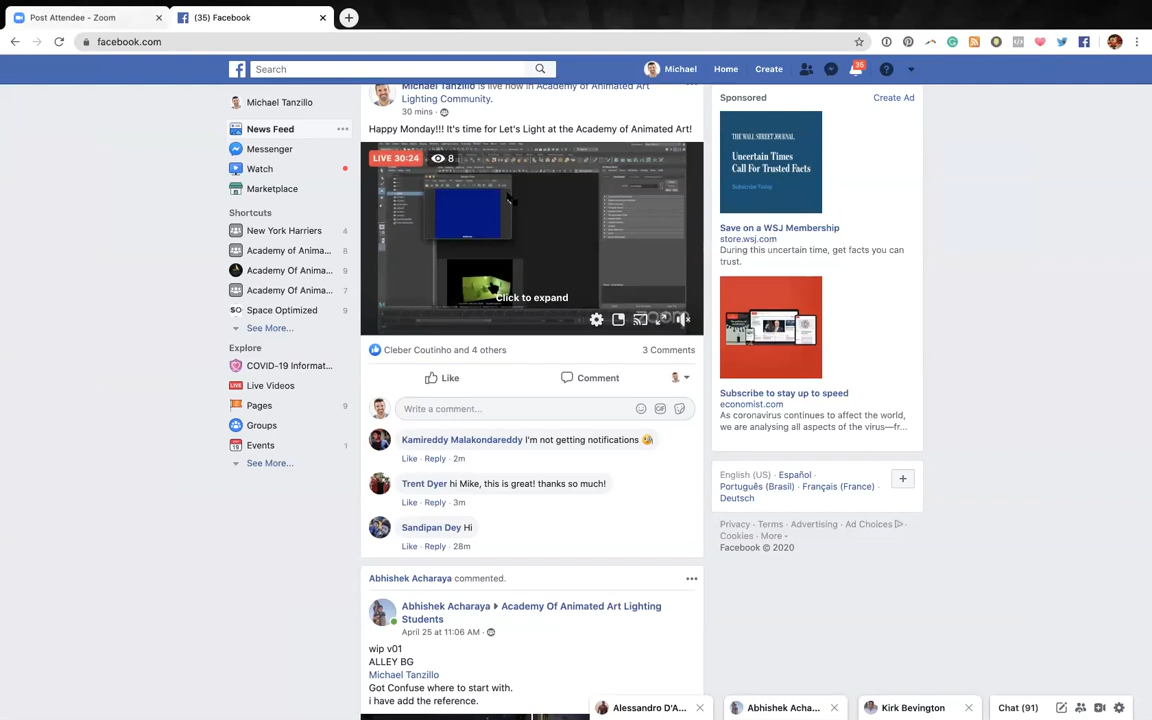 Post Attendee - Zoom
(35) Facebook
facebook.com
Search
Michael
Home
Create
35
Michael Tanzillo
News Feed
Messenger
Watch
Marketplace
Shortcuts
New York Harriers 4
Academy of Anima... 8
Academy Of Anima... 9
Academy Of Anima... 7
SO Space Optimized 9
See More...
Explore
COVID-19 Informat...
LIVE Live Videos
Pages 9
Groups
Events 1
See More...
Michael Tanzillo is live now in Academy of Animated Art
Lighting Community.
30 mins
Happy Monday!!! It's time for Let's Light at the Academy of Animated Art!
LIVE 30:24 8
Click to expand
zoom
Cleber Coutinho and 4 others
3 Comments
Like
Comment
Write a comment...
GIF
Kamireddy Malakondareddy I'm not getting notifications
Like · Reply · 2m
Trent Dyer hi Mike, this is great! thanks so much!
Like · Reply · 3m
Sandipan Dey Hi
Like · Reply · 28m
Abhishek Acharaya commented.
Abhishek Acharaya Academy Of Animated Art Lighting
Students
April 25 at 11:06 AM
wip v01
ALLEY BG
Michael Tanzillo
Got Confuse where to start with.
i have add the reference.
Sponsored
Create Ad
THE WALL STREET JOURNAL
Uncertain Times
Call For Trusted Facts
Subscribe Today
Save on a WSJ Membership
store.wsj.com
During this uncertain time, get facts you can
trust.
Subscribe to stay up to speed
economist.com
As coronavirus continues to affect the world,
we are analysing all aspects of the virus—fr...
English (US) · Español ·
Português (Brasil) · Français (France) ·
Deutsch
Privacy · Terms · Advertising · Ad Choices ·
Cookies · More
Facebook © 2020
Alessandro D'A...
Abhishek Acha...
Kirk Bevington
Chat (91)